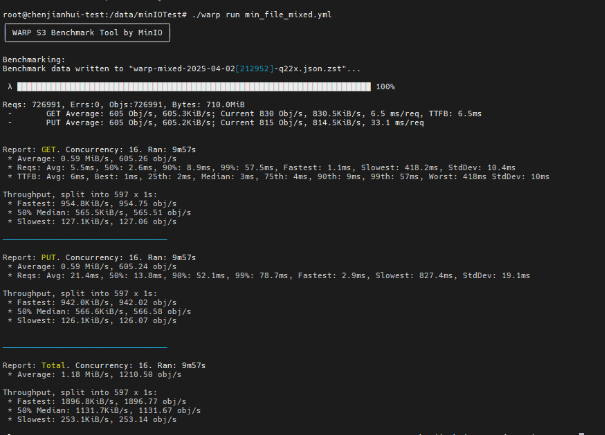 root@chenjianhui-test:/data/minIOTest# ./warp run min_file_mixed.yml
WARP S3 Benchmark Tool by MinIO
Benchmarking:
Benchmark data written to "warp-mixed-2025-04-02[212952]-q22x.json.zst"...
λ 100%
Reqs: 726991, Errs:0, Objs:726991, Bytes: 710.0MiB
- GET Average: 605 Obj/s, 605.3KiB/s; Current 830 Obj/s, 830.5KiB/s, 6.5 ms/req, TTFB: 6.5ms
- PUT Average: 605 Obj/s, 605.2KiB/s; Current 815 Obj/s, 814.5KiB/s, 33.1 ms/req
Report: GET. Concurrency: 16. Ran: 9m57s
* Average: 0.59 MiB/s, 605.26 obj/s
* Reqs: Avg: 5.5ms, 50%: 2.6ms, 90%: 8.9ms, 99%: 57.5ms, Fastest: 1.1ms, Slowest: 418.2ms, StdDev: 10.4ms
* TTFB: Avg: 6ms, Best: 1ms, 25th: 2ms, Median: 3ms, 75th: 4ms, 90th: 9ms, 99th: 57ms, Worst: 418ms StdDev: 10ms
Throughput, split into 597 x 1s:
* Fastest: 954.8KiB/s, 954.75 obj/s
* 50% Median: 565.5KiB/s, 565.51 obj/s
* Slowest: 127.1KiB/s, 127.06 obj/s
Report: PUT. Concurrency: 16. Ran: 9m57s
* Average: 0.59 MiB/s, 605.24 obj/s
* Reqs: Avg: 21.4ms, 50%: 13.8ms, 90%: 52.1ms, 99%: 78.7ms, Fastest: 2.9ms, Slowest: 827.4ms, StdDev: 19.1ms
Throughput, split into 597 x 1s:
* Fastest: 942.0KiB/s, 942.02 obj/s
* 50% Median: 566.6KiB/s, 566.58 obj/s
* Slowest: 126.1KiB/s, 126.07 obj/s
Report: Total. Concurrency: 16. Ran: 9m57s
* Average: 1.18 MiB/s, 1210.50 obj/s
Throughput, split into 597 x 1s:
* Fastest: 1896.8KiB/s, 1896.77 obj/s
* 50% Median: 1131.7KiB/s, 1131.67 obj/s
* Slowest: 253.1KiB/s, 253.14 obj/s